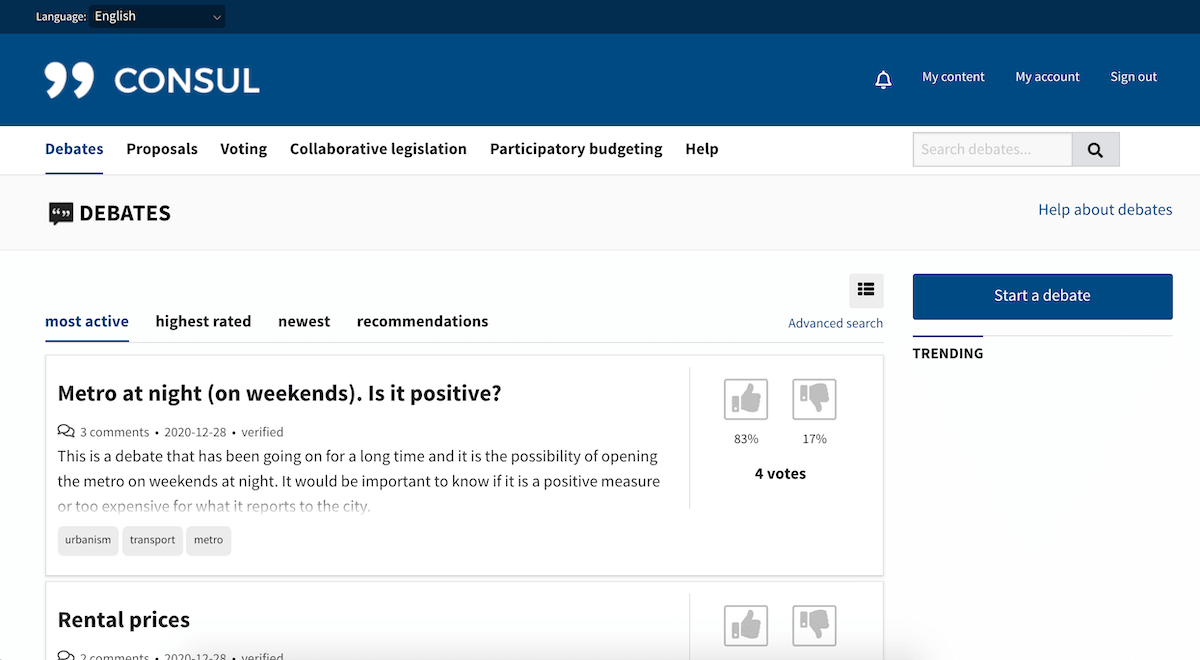 Language: English
CONSUL
My content My account Sign out
Debates Proposals Voting Collaborative legislation Participatory budgeting Help
Search debates...
DEBATES
Help about debates
most active highest rated newest recommendations
Advanced search
Start a debate
TRENDING
Metro at night (on weekends). Is it positive?
3 comments • 2020-12-28 • verified
This is a debate that has been going on for a long time and it is the possibility of opening
the metro on weekends at night. It would be important to know if it is a positive measure
or too expensive for what it reports to the city.
urbanism transport metro
83% 17%
4 votes
Rental prices
2 comments • 2020-12-28 • verified